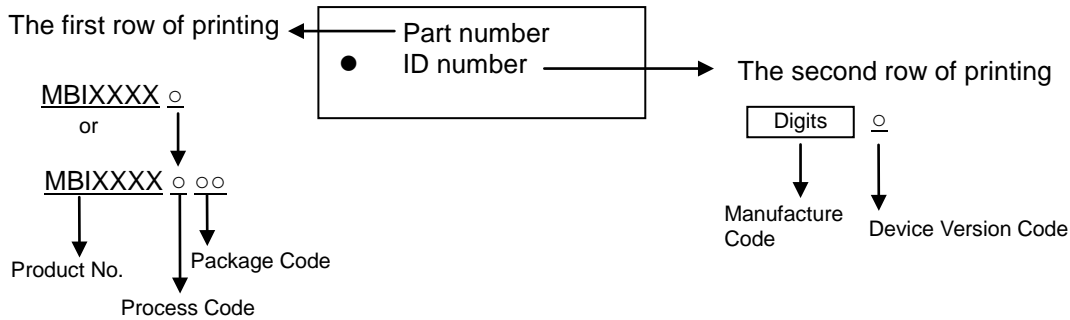 The first row of printing
Part number
ID number
The second row of printing
MBIXXXX ○
or
MBIXXXX ○ ○○
Product No.
Package Code
Process Code
Digits ○
Manufacture
Code
Device Version Code